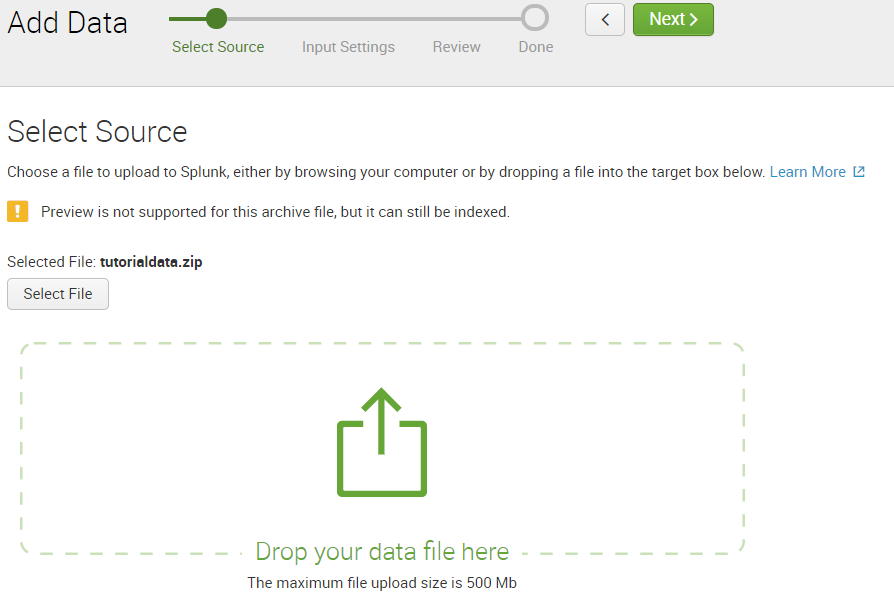 Add Data
Select Source
Input Settings
Review
Done
Next
Select Source
Choose a file to upload to Splunk, either by browsing your computer or by dropping a file into the target box below. Learn More
Preview is not supported for this archive file, but it can still be indexed.
Selected File: tutorialdata.zip
Select File
Drop your data file here
The maximum file upload size is 500 Mb